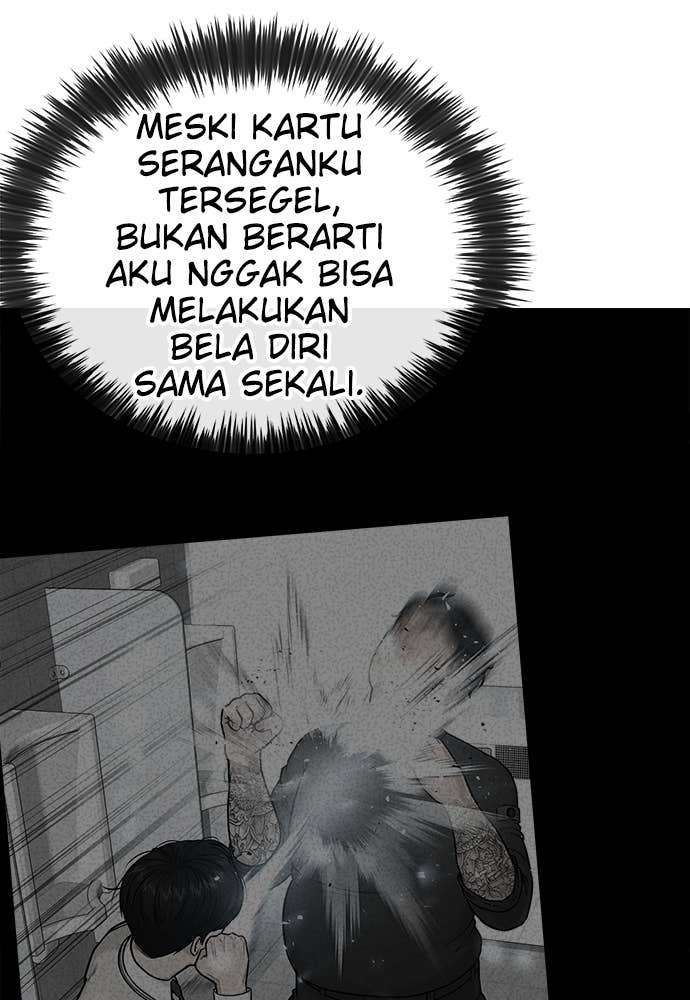 MESKI KARTU
SERANGANKU
TERSEGEL,
BUKAN BERARTI
AKU NGGAK BISA
MELAKUKAN
BELA DIRI
SAMA SEKALI.